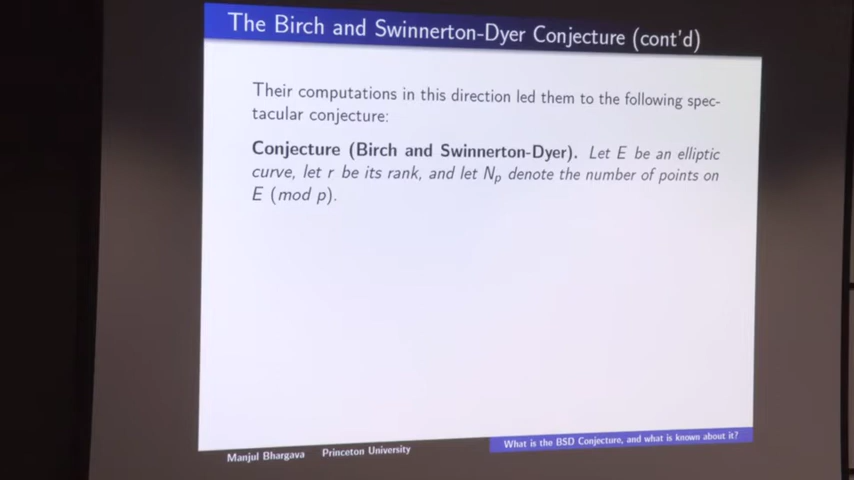 The Birch and Swinnerton-Dyer Conjecture (cont'd)
Their computations in this direction led them to the following spec-
tacular conjecture:
Conjecture (Birch and Swinnerton-Dyer). Let E be an elliptic
curve, let r be its rank, and let Np denote the number of points on
E (mod p).
Manjul Bhargava Princeton University
What is the BSD Conjecture, and what is known about it?